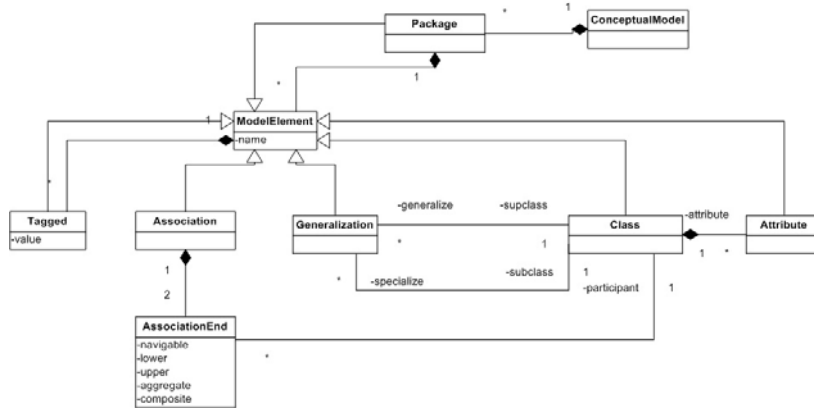 * 1 ConceptualModel
Package
1
*
ModelElement
1
-name
*
Tagged
-value
Association
Generalization
-generalize -supclass
Class
-attribute
Attribute
* 1
1 *
* -specialize -subclass 1
-participant 1
1
2
AssociationEnd
-navigable
-lower
-upper
-aggregate
-composite
*